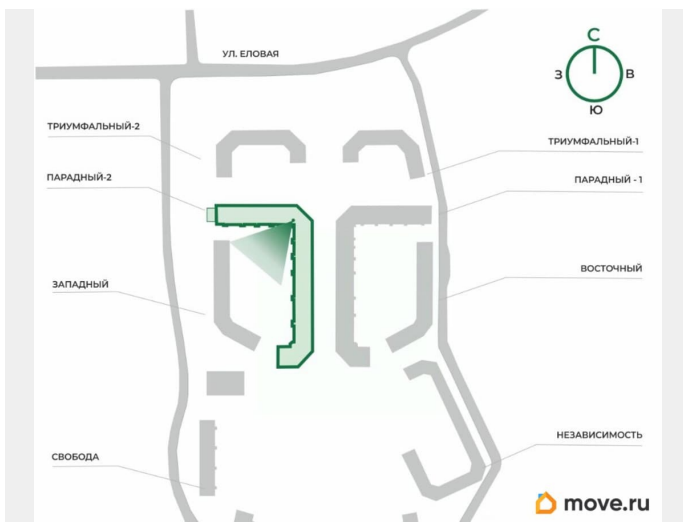 УЛ. ЕЛОВАЯ
С
З
В
Ю
ТРИУМФАЛЬНЫЙ-2
ТРИУМФАЛЬНЫЙ-1
ПАРАДНЫЙ-2
ПАРАДНЫЙ - 1
ВОСТОЧНЫЙ
ЗАПАДНЫЙ
НЕЗАВИСИМОСТЬ
СВОБОДА
move.ru